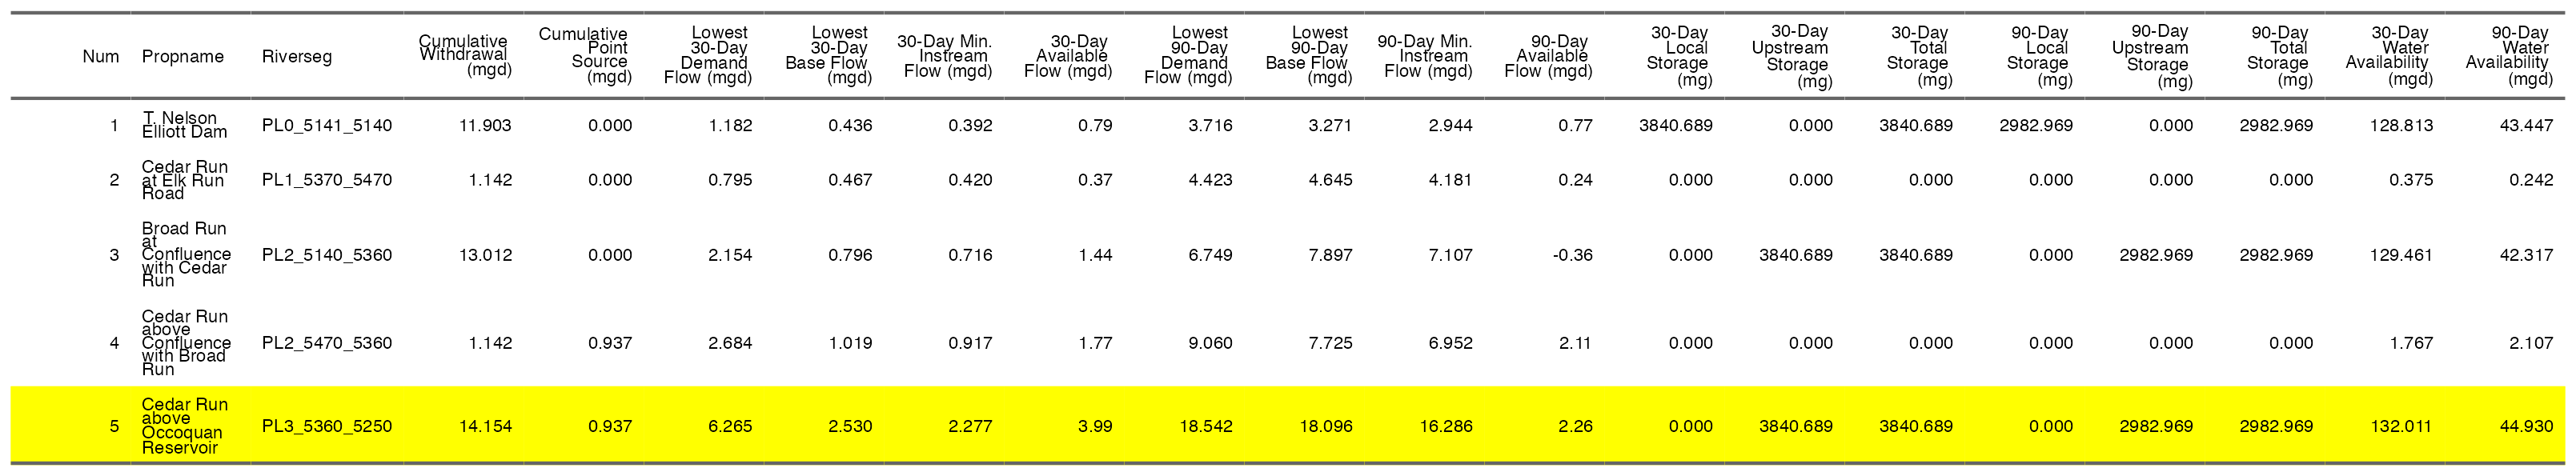 Num Propname Riverseg Cumulative Withdrawal (mgd) Cumulative Point Source (mgd) Lowest 30-Day Demand Flow (mgd) Lowest 30-Day Base Flow (mgd) 30-Day Min. Instream Flow (mgd) 30-Day Available Flow (mgd) Lowest 90-Day Demand Flow (mgd) Lowest 90-Day Base Flow (mgd) 90-Day Min. Instream Flow (mgd) 90-Day Available Flow (mgd) 30-Day Local Storage (mg) 30-Day Upstream Storage (mg) 30-Day Total Storage (mg) 90-Day Local Storage (mg) 90-Day Upstream Storage (mg) 90-Day Total Storage (mg) 30-Day Water Availability (mgd) 90-Day Water Availability (mgd)
1 T. Nelson Elliott Dam PL0_5141_5140 11.903 0.000 1.182 0.436 0.392 0.79 3.716 3.271 2.944 0.77 3840.689 0.000 3840.689 2982.969 0.000 2982.969 128.813 43.447
2 Cedar Run at Elk Run Road PL1_5370_5470 1.142 0.000 0.795 0.467 0.420 0.37 4.423 4.645 4.181 0.24 0.000 0.000 0.000 0.000 0.000 0.000 0.375 0.242
3 Broad Run at Confluence with Cedar Run PL2_5140_5360 13.012 0.000 2.154 0.796 0.716 1.44 6.749 7.897 7.107 -0.36 0.000 3840.689 3840.689 0.000 2982.969 2982.969 129.461 42.317
4 Cedar Run above Confluence with Broad Run PL2_5470_5360 1.142 0.937 2.684 1.019 0.917 1.77 9.060 7.725 6.952 2.11 0.000 0.000 0.000 0.000 0.000 0.000 1.767 2.107
5 Cedar Run above Occoquan Reservoir PL3_5360_5250 14.154 0.937 6.265 2.530 2.277 3.99 18.542 18.096 16.286 2.26 0.000 3840.689 3840.689 0.000 2982.969 2982.969 132.011 44.930